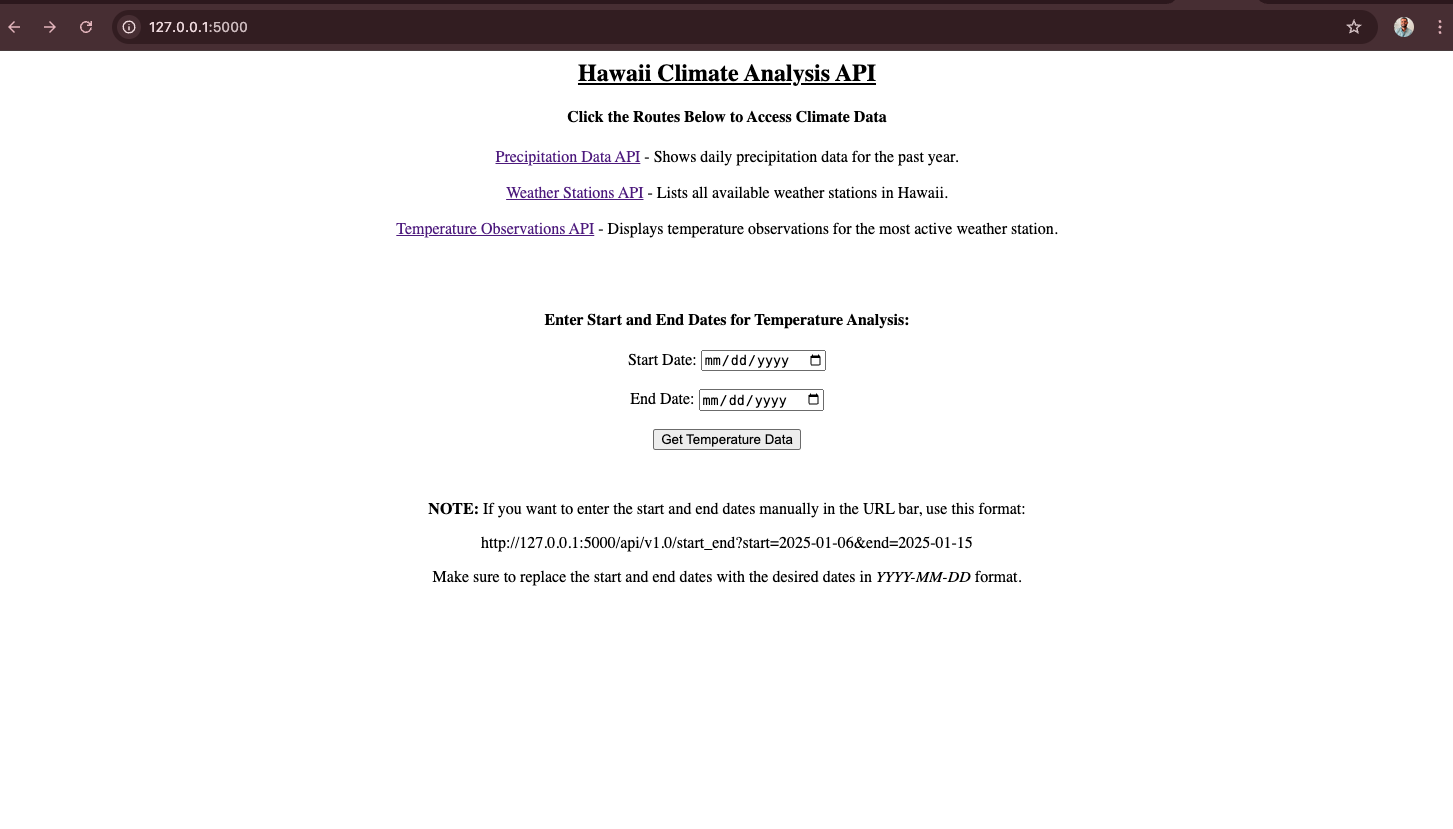 127.0.0.1:5000
Hawaii Climate Analysis API
Click the Routes Below to Access Climate Data
Precipitation Data API - Shows daily precipitation data for the past year.
Weather Stations API - Lists all available weather stations in Hawaii.
Temperature Observations API - Displays temperature observations for the most active weather station.
Enter Start and End Dates for Temperature Analysis:
Start Date: mm/dd/yyyy
End Date: mm/dd/yyyy
Get Temperature Data
NOTE: If you want to enter the start and end dates manually in the URL bar, use this format:
http://127.0.0.1:5000/api/v1.0/start_end?start=2025-01-06&end=2025-01-15
Make sure to replace the start and end dates with the desired dates in YYYY-MM-DD format.